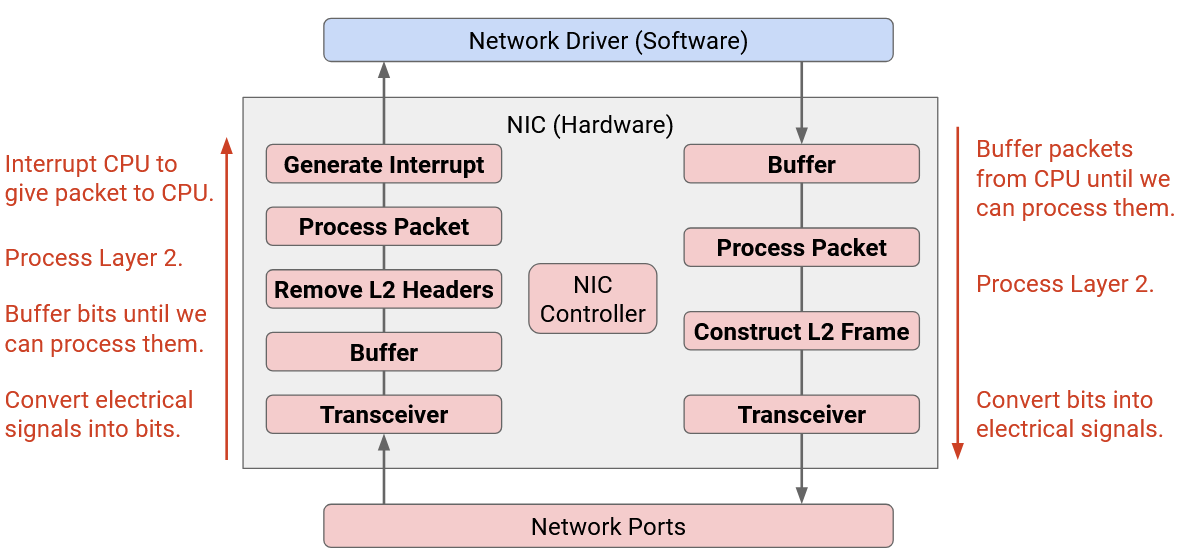 Network Driver (Software)
NIC (Hardware)
Interrupt CPU to
give packet to CPU.
Process Layer 2.
Buffer bits until we
can process them.
Convert electrical
signals into bits.
Generate Interrupt
Process Packet
Remove L2 Headers
Buffer
Transceiver
NIC
Controller
Buffer
Process Packet
Construct L2 Frame
Transceiver
Buffer packets
from CPU until we
can process them.
Process Layer 2.
Convert bits into
electrical signals.
Network Ports